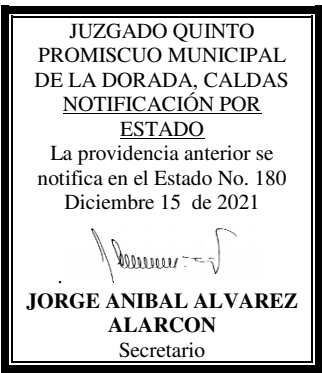 JUZGADO QUINTO
PROMISCUO MUNICIPAL
DE LA DORADA, CALDAS
NOTIFICACIÓN POR
ESTADO
La providencia anterior se
notifica en el Estado No. 180
Diciembre 15 de 2021
JORGE ANIBAL ALVAREZ
ALARCON
Secretario